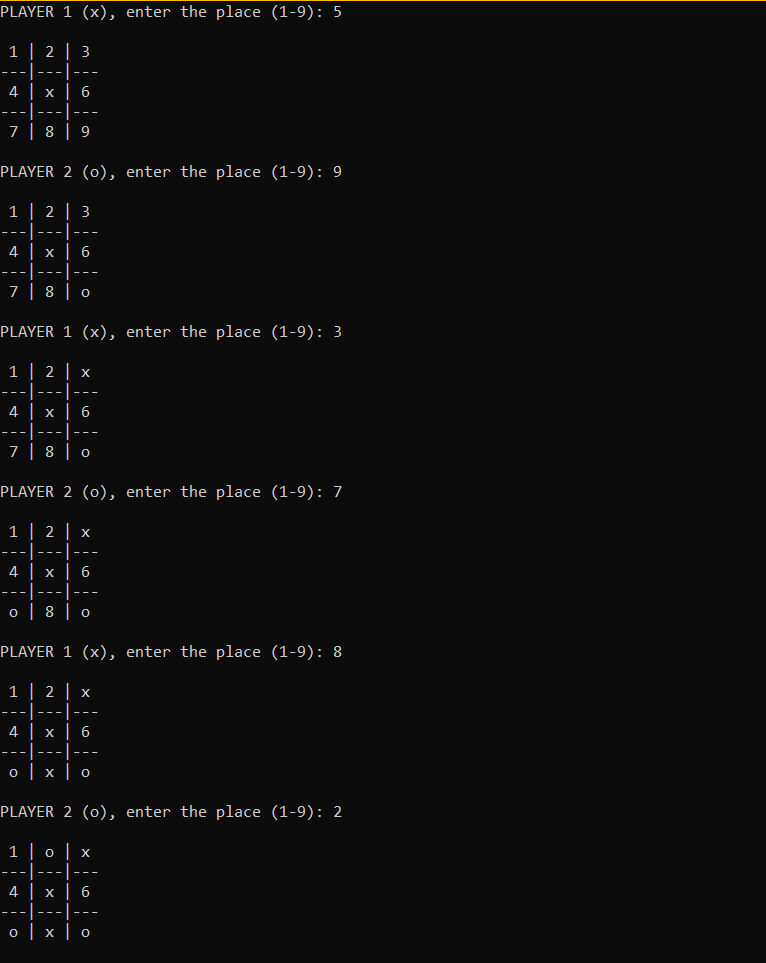 PLAYER 1 (x), enter the place (1-9): 5
 1 | 2 | 3
---|---|---
 4 | x | 6
---|---|---
 7 | 8 | 9
PLAYER 2 (o), enter the place (1-9): 9
 1 | 2 | 3
---|---|---
 4 | x | 6
---|---|---
 7 | 8 | o
PLAYER 1 (x), enter the place (1-9): 3
 1 | 2 | x
---|---|---
 4 | x | 6
---|---|---
 7 | 8 | o
PLAYER 2 (o), enter the place (1-9): 7
 1 | 2 | x
---|---|---
 4 | x | 6
---|---|---
 o | 8 | o
PLAYER 1 (x), enter the place (1-9): 8
 1 | 2 | x
---|---|---
 4 | x | 6
---|---|---
 o | x | o
PLAYER 2 (o), enter the place (1-9): 2
 1 | o | x
---|---|---
 4 | x | 6
---|---|---
 o | x | o